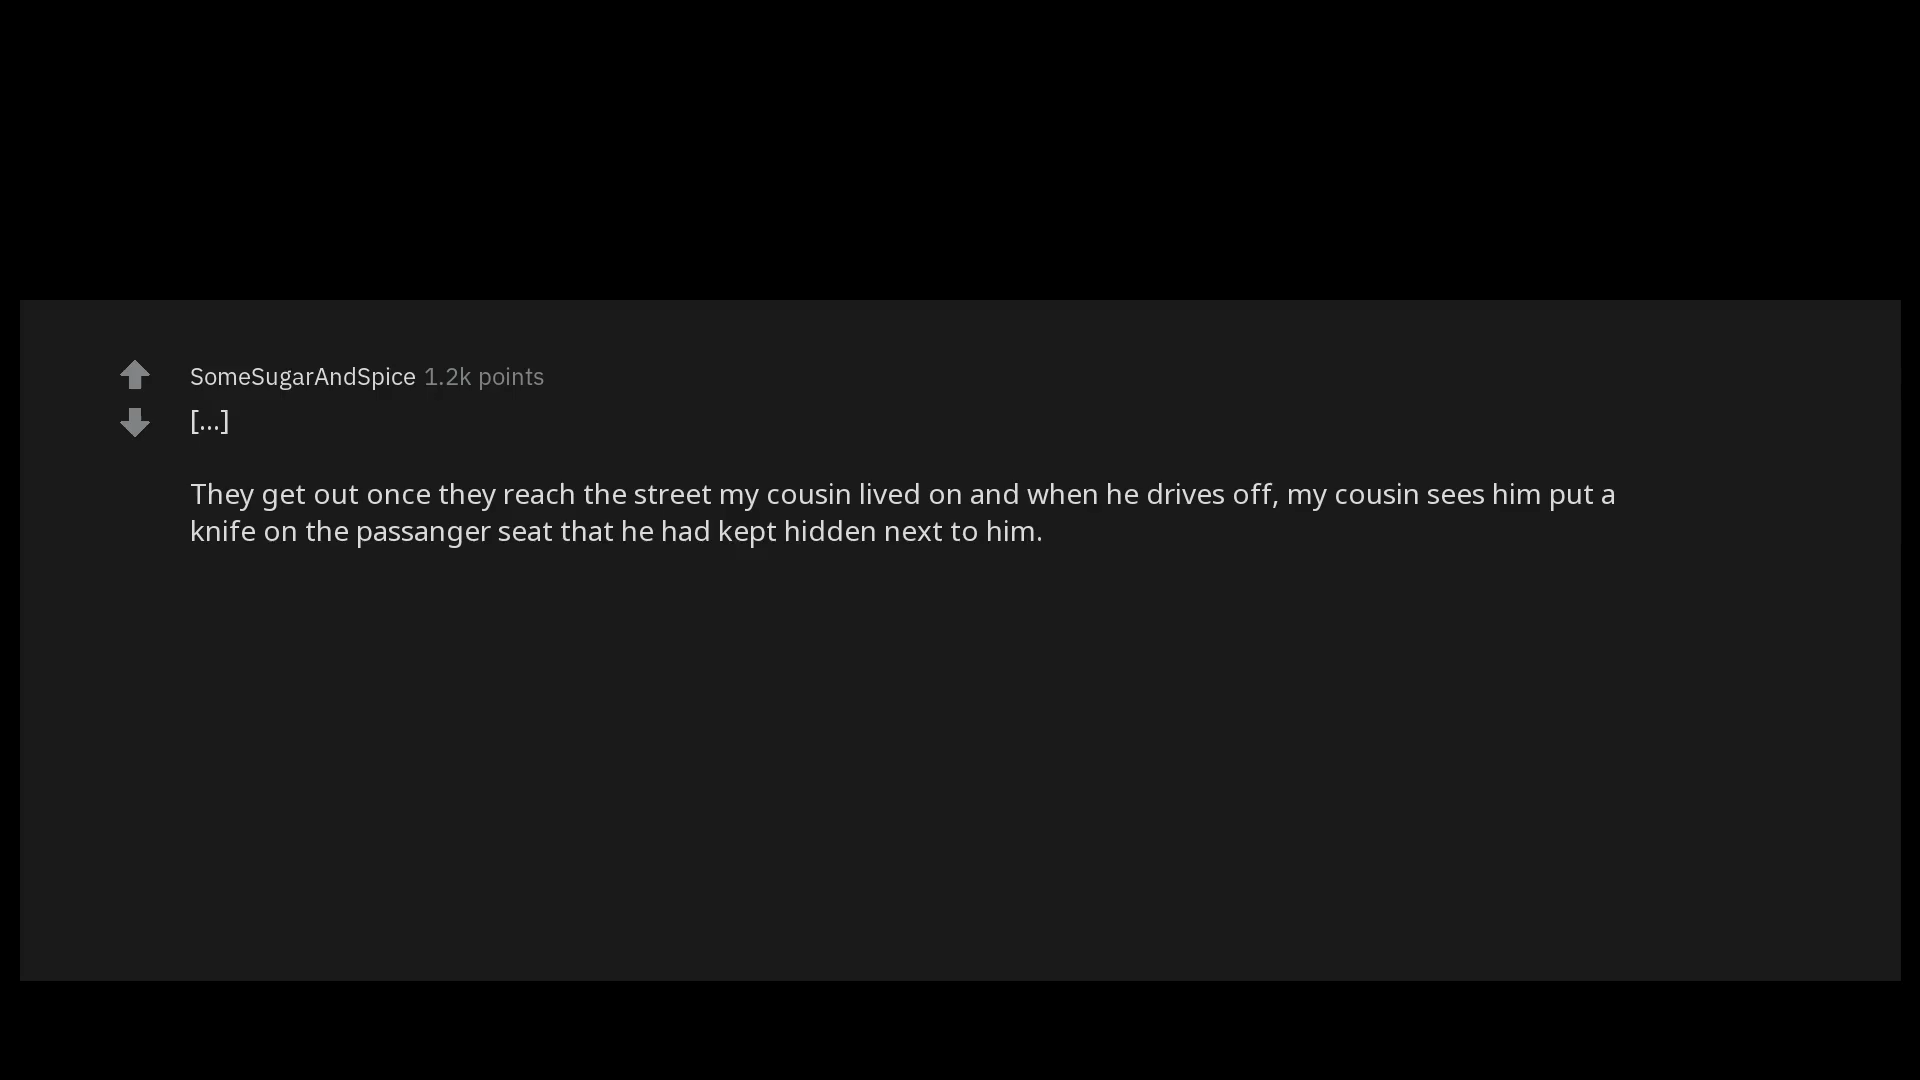 SomeSugarAndSpice 1.2k points
[...]
They get out once they reach the street my cousin lived on and when he drives off, my cousin sees him put a
knife on the passanger seat that he had kept hidden next to him.